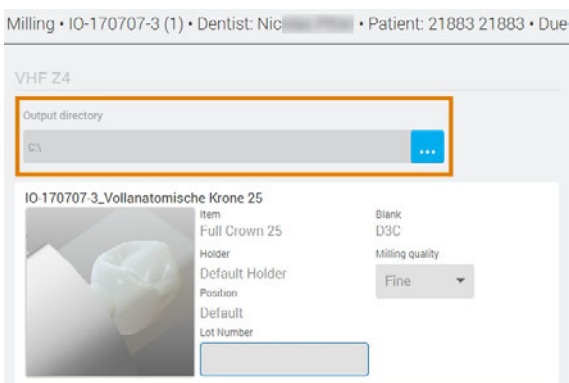 Milling • IO-170707-3 (1) • Dentist: Nic • Patient: 21883 21883 • Due
VHF Z4
Output directory
C:\
...
IO-170707-3_Vollanatomische Krone 25
Item
Full Crown 25
Blank
D3C
Holder
Default Holder
Milling quality
Fine
Position
Default
Lot Number